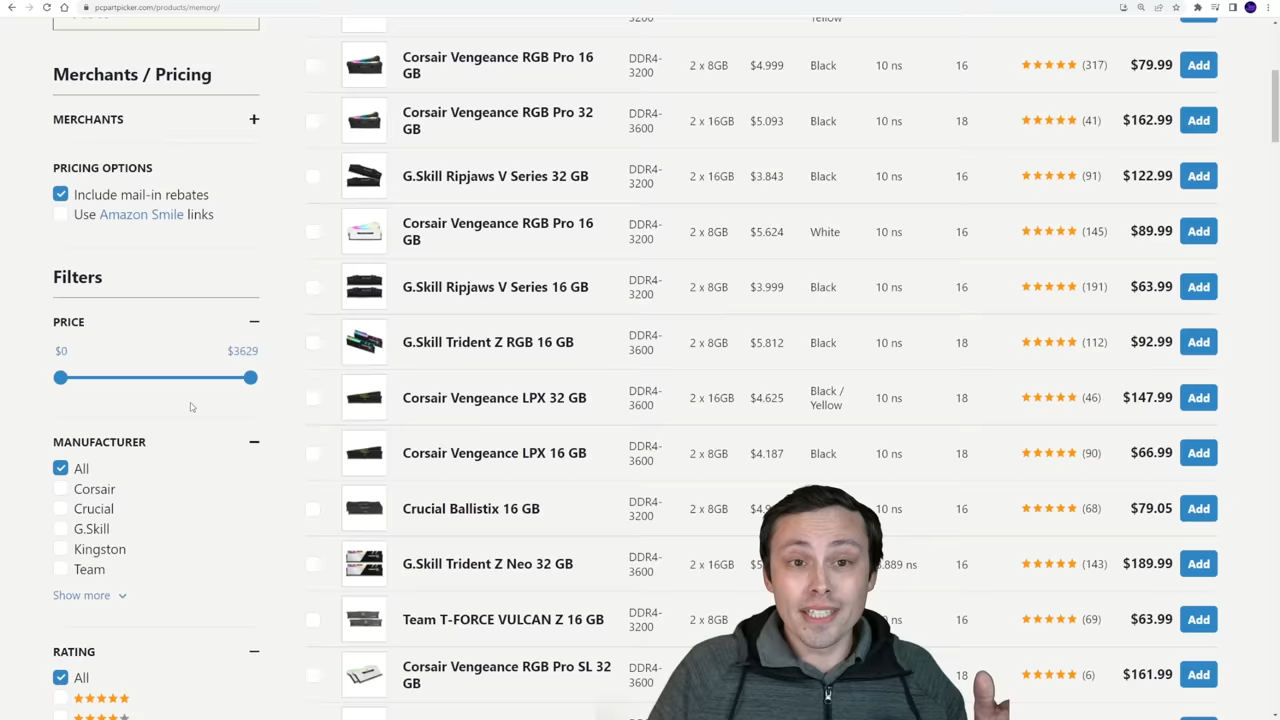 pcpartpicker.com/products/memory/
3200
Yellow
Merchants / Pricing
MERCHANTS
PRICING OPTIONS
Include mail-in rebates
Use Amazon Smile links
Filters
PRICE
$0 $3629
MANUFACTURER
All
Corsair
Crucial
G.Skill
Kingston
Team
Show more
RATING
All
Corsair Vengeance RGB Pro 16
GB
DDR4-
3200
2 x 8GB $4.999 Black 10 ns 16 (317) $79.99 Add
Corsair Vengeance RGB Pro 32
GB
DDR4-
3600
2 x 16GB $5.093 Black 10 ns 18 (41) $162.99 Add
G.Skill Ripjaws V Series 32 GB
DDR4-
3200
2 x 16GB $3.843 Black 10 ns 16 (91) $122.99 Add
Corsair Vengeance RGB Pro 16
GB
DDR4-
3200
2 x 8GB $5.624 White 10 ns 16 (145) $89.99 Add
G.Skill Ripjaws V Series 16 GB
DDR4-
3200
2 x 8GB $3.999 Black 10 ns 16 (191) $63.99 Add
G.Skill Trident Z RGB 16 GB
DDR4-
3600
2 x 8GB $5.812 Black 10 ns 18 (112) $92.99 Add
Corsair Vengeance LPX 32 GB
DDR4-
3600
2 x 16GB $4.625 Black /
Yellow
10 ns 18 (46) $147.99 Add
Corsair Vengeance LPX 16 GB
DDR4-
3600
2 x 8GB $4.187 Black 10 ns 18 (90) $66.99 Add
Crucial Ballistix 16 GB
DDR4-
3200
2 x 8GB 10 ns 16 (68) $79.05 Add
G.Skill Trident Z Neo 32 GB
DDR4-
3600
2 x 16GB 16 (143) $189.99 Add
Team T-FORCE VULCAN Z 16 GB
DDR4-
3200
2 x 8GB 16 (69) $63.99 Add
Corsair Vengeance RGB Pro SL 32
GB
DDR4-
3600
18 (6) $161.99 Add